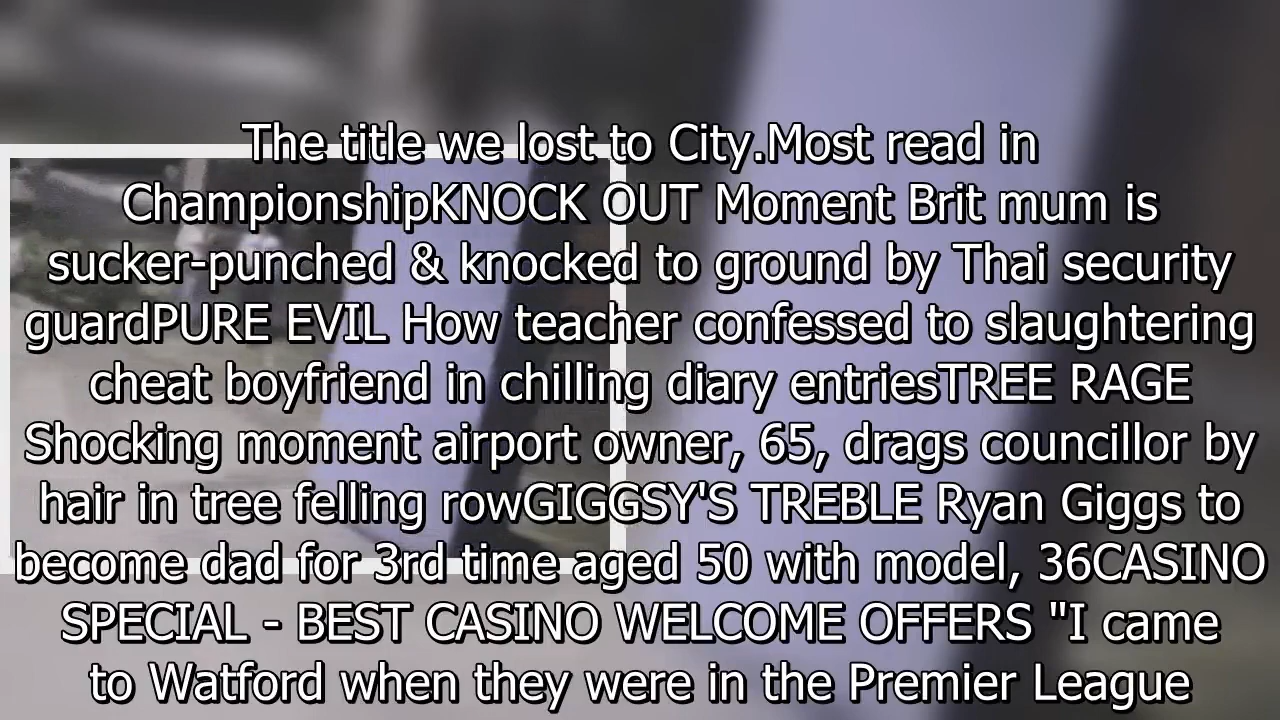 The title we lost to City.Most read in
ChampionshipKNOCK OUT Moment Brit mum is
sucker-punched & knocked to ground by Thai security
guardPURE EVIL How teacher confessed to slaughtering
cheat boyfriend in chilling diary entriesTREE RAGE
Shocking moment airport owner, 65, drags councillor by
hair in tree felling rowGIGGSY'S TREBLE Ryan Giggs to
become dad for 3rd time aged 50 with model, 36CASINO
SPECIAL - BEST CASINO WELCOME OFFERS "I came
to Watford when they were in the Premier League